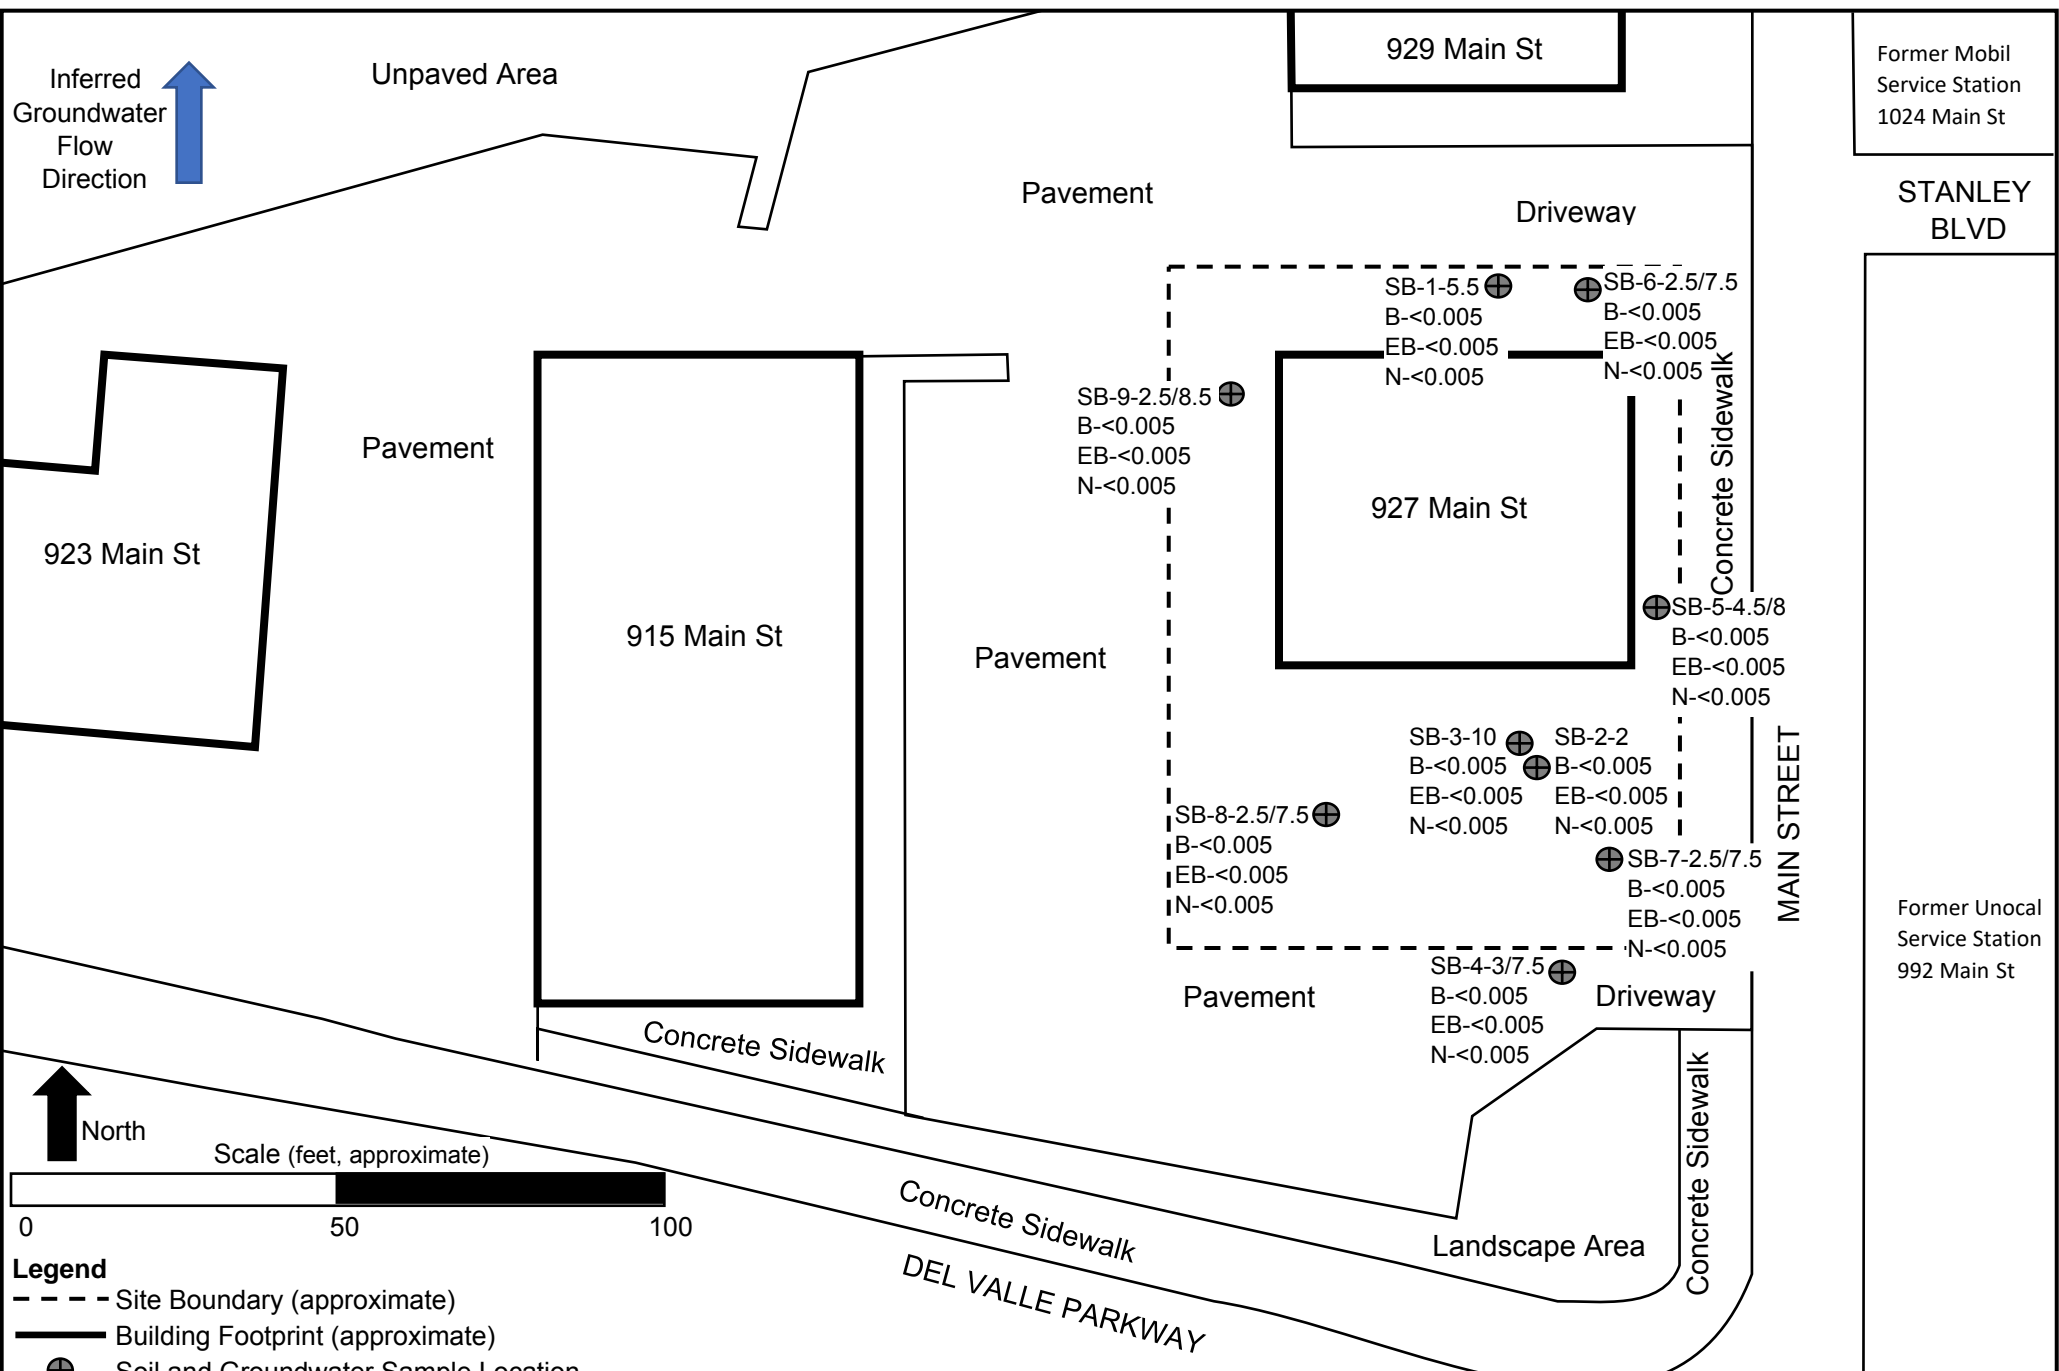 929 Main St
Former Mobil
Service Station
1024 Main St
Inferred
Groundwater
Flow
Direction
Unpaved Area
Pavement
Driveway
STANLEY
BLVD
SB-1-5.5
B-<0.005
EB-<0.005
N-<0.005
SB-6-2.5/7.5
B-<0.005
EB-<0.005
N-<0.005
SB-9-2.5/8.5
B-<0.005
EB-<0.005
N-<0.005
Concrete Sidewalk
Pavement
927 Main St
923 Main St
915 Main St
Pavement
SB-5-4.5/8
B-<0.005
EB-<0.005
N-<0.005
SB-3-10
B-<0.005
EB-<0.005
N-<0.005
SB-2-2
B-<0.005
EB-<0.005
N-<0.005
MAIN STREET
SB-8-2.5/7.5
B-<0.005
EB-<0.005
N-<0.005
SB-7-2.5/7.5
B-<0.005
EB-<0.005
N-<0.005
Former Unocal
Service Station
992 Main St
SB-4-3/7.5
B-<0.005
EB-<0.005
N-<0.005
Pavement
Driveway
Concrete Sidewalk
Concrete Sidewalk
North
Scale (feet, approximate)
0 50 100
Concrete Sidewalk
Landscape Area
DEL VALLE PARKWAY
Legend
Site Boundary (approximate)
Building Footprint (approximate)
Soil and Groundwater Sample Location